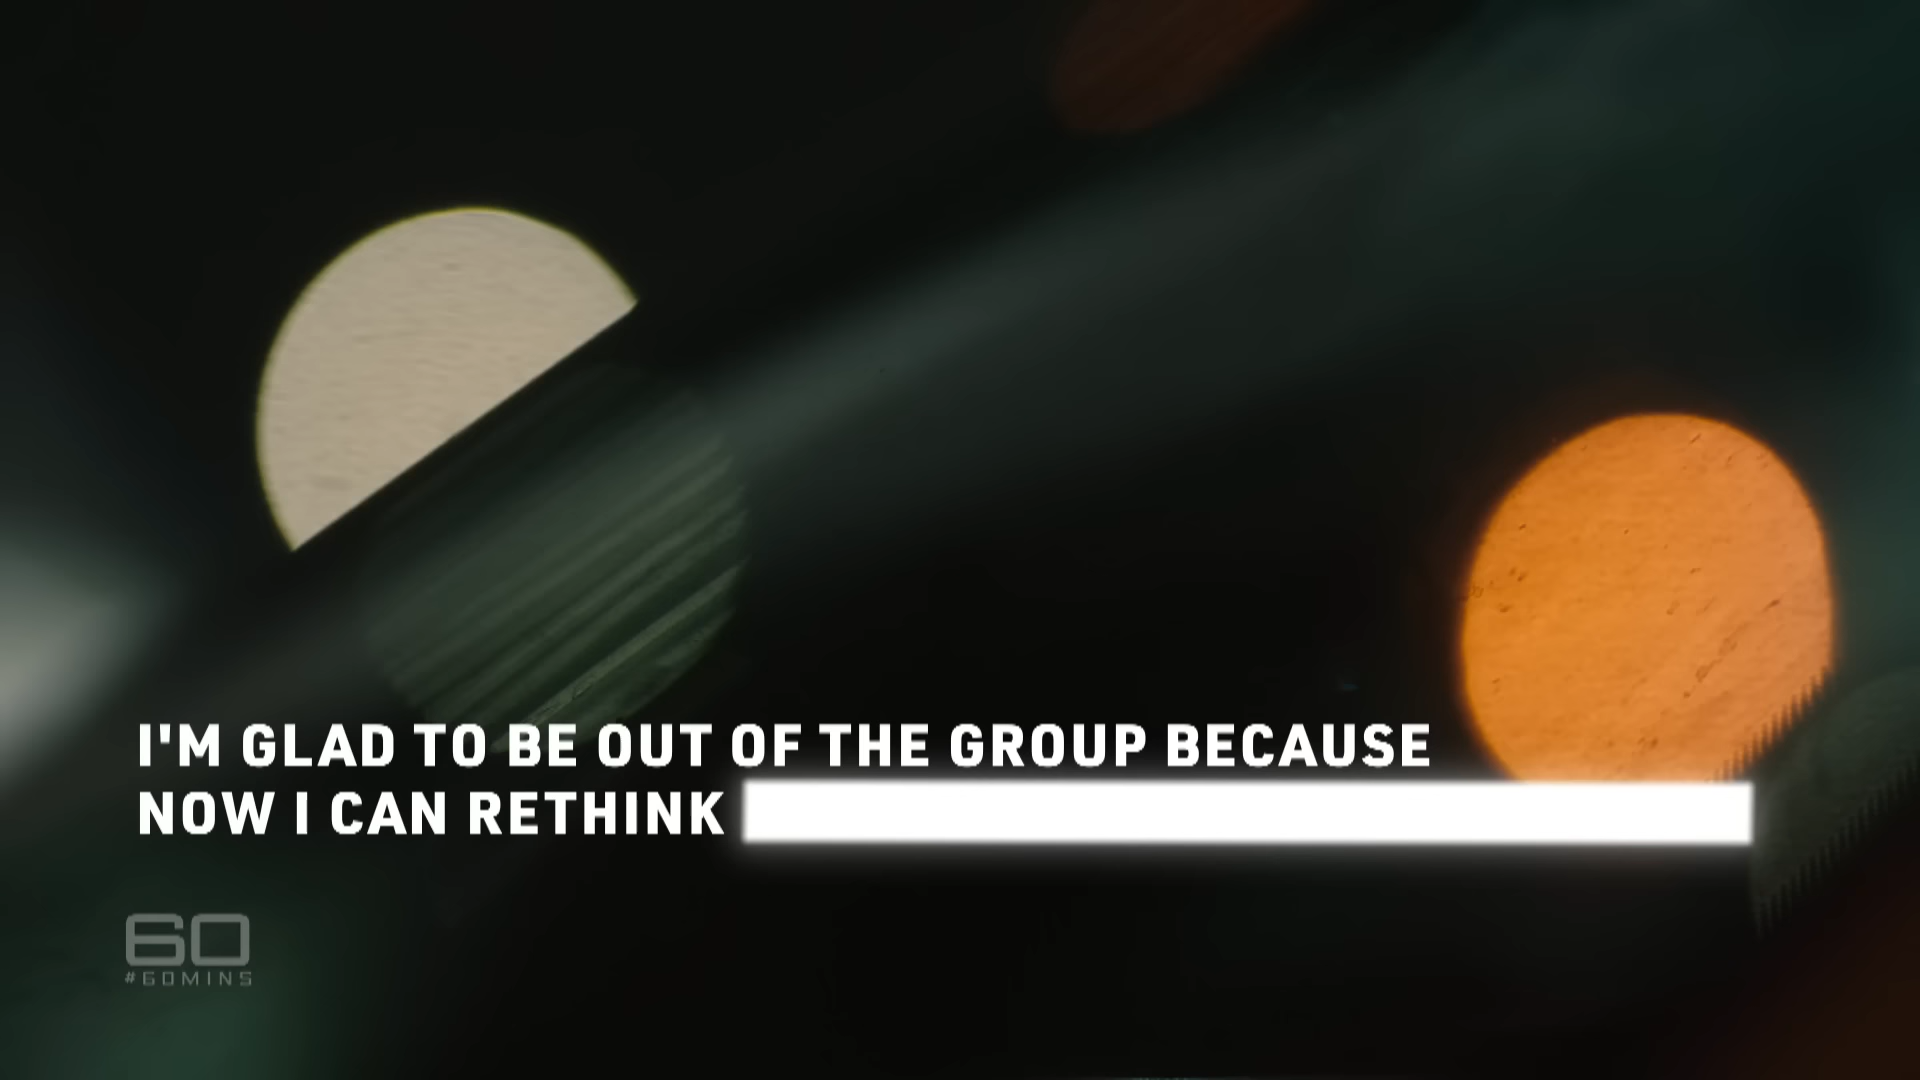 I'M GLAD TO BE OUT OF THE GROUP BECAUSE
NOW I CAN RETHINK
60
#60MINS